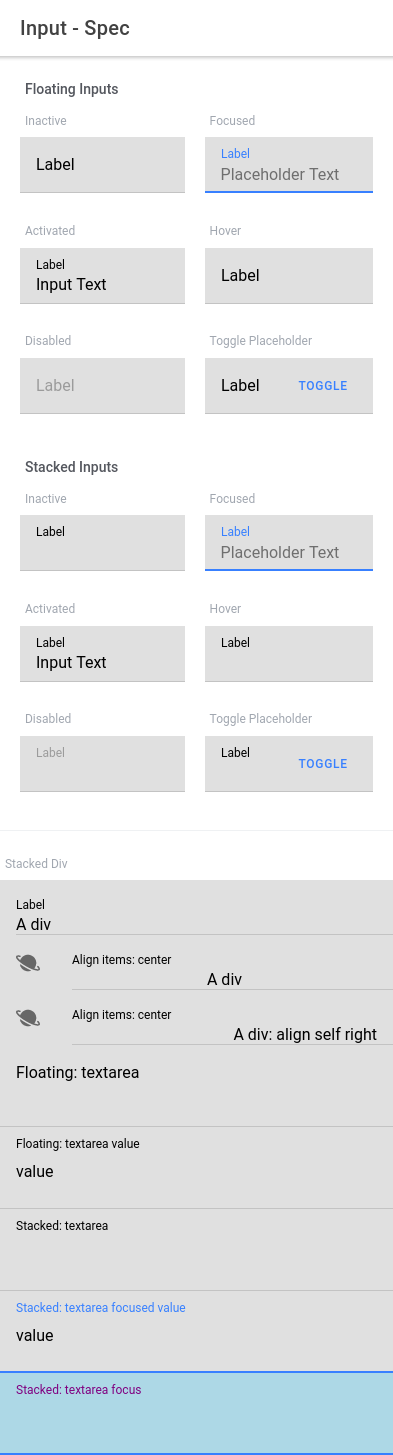 Input - Spec
Floating Inputs
Inactive
Focused
Label
Label
Placeholder Text
Activated
Hover
Label
Input Text
Label
Disabled
Toggle Placeholder
Label
Label
TOGGLE
Stacked Inputs
Inactive
Focused
Label
Label
Placeholder Text
Activated
Hover
Label
Input Text
Label
Disabled
Toggle Placeholder
Label
Label
TOGGLE
Stacked Div
Label
A div
Align items: center
A div
Align items: center
A div: align self right
Floating: textarea
Floating: textarea value
value
Stacked: textarea
Stacked: textarea focused value
value
Stacked: textarea focus